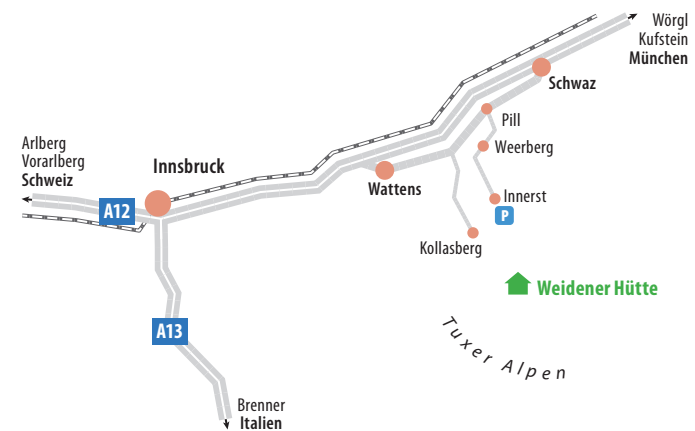 Wörgl
Kufstein
München
Schwaz
Pill
Weerberg
Arlberg
Vorarlberg
Schweiz
Innsbruck
Wattens
Innerst
P
A12
Kollasberg
Weidener Hütte
A13
Tuxer Alpen
Brenner
Italien